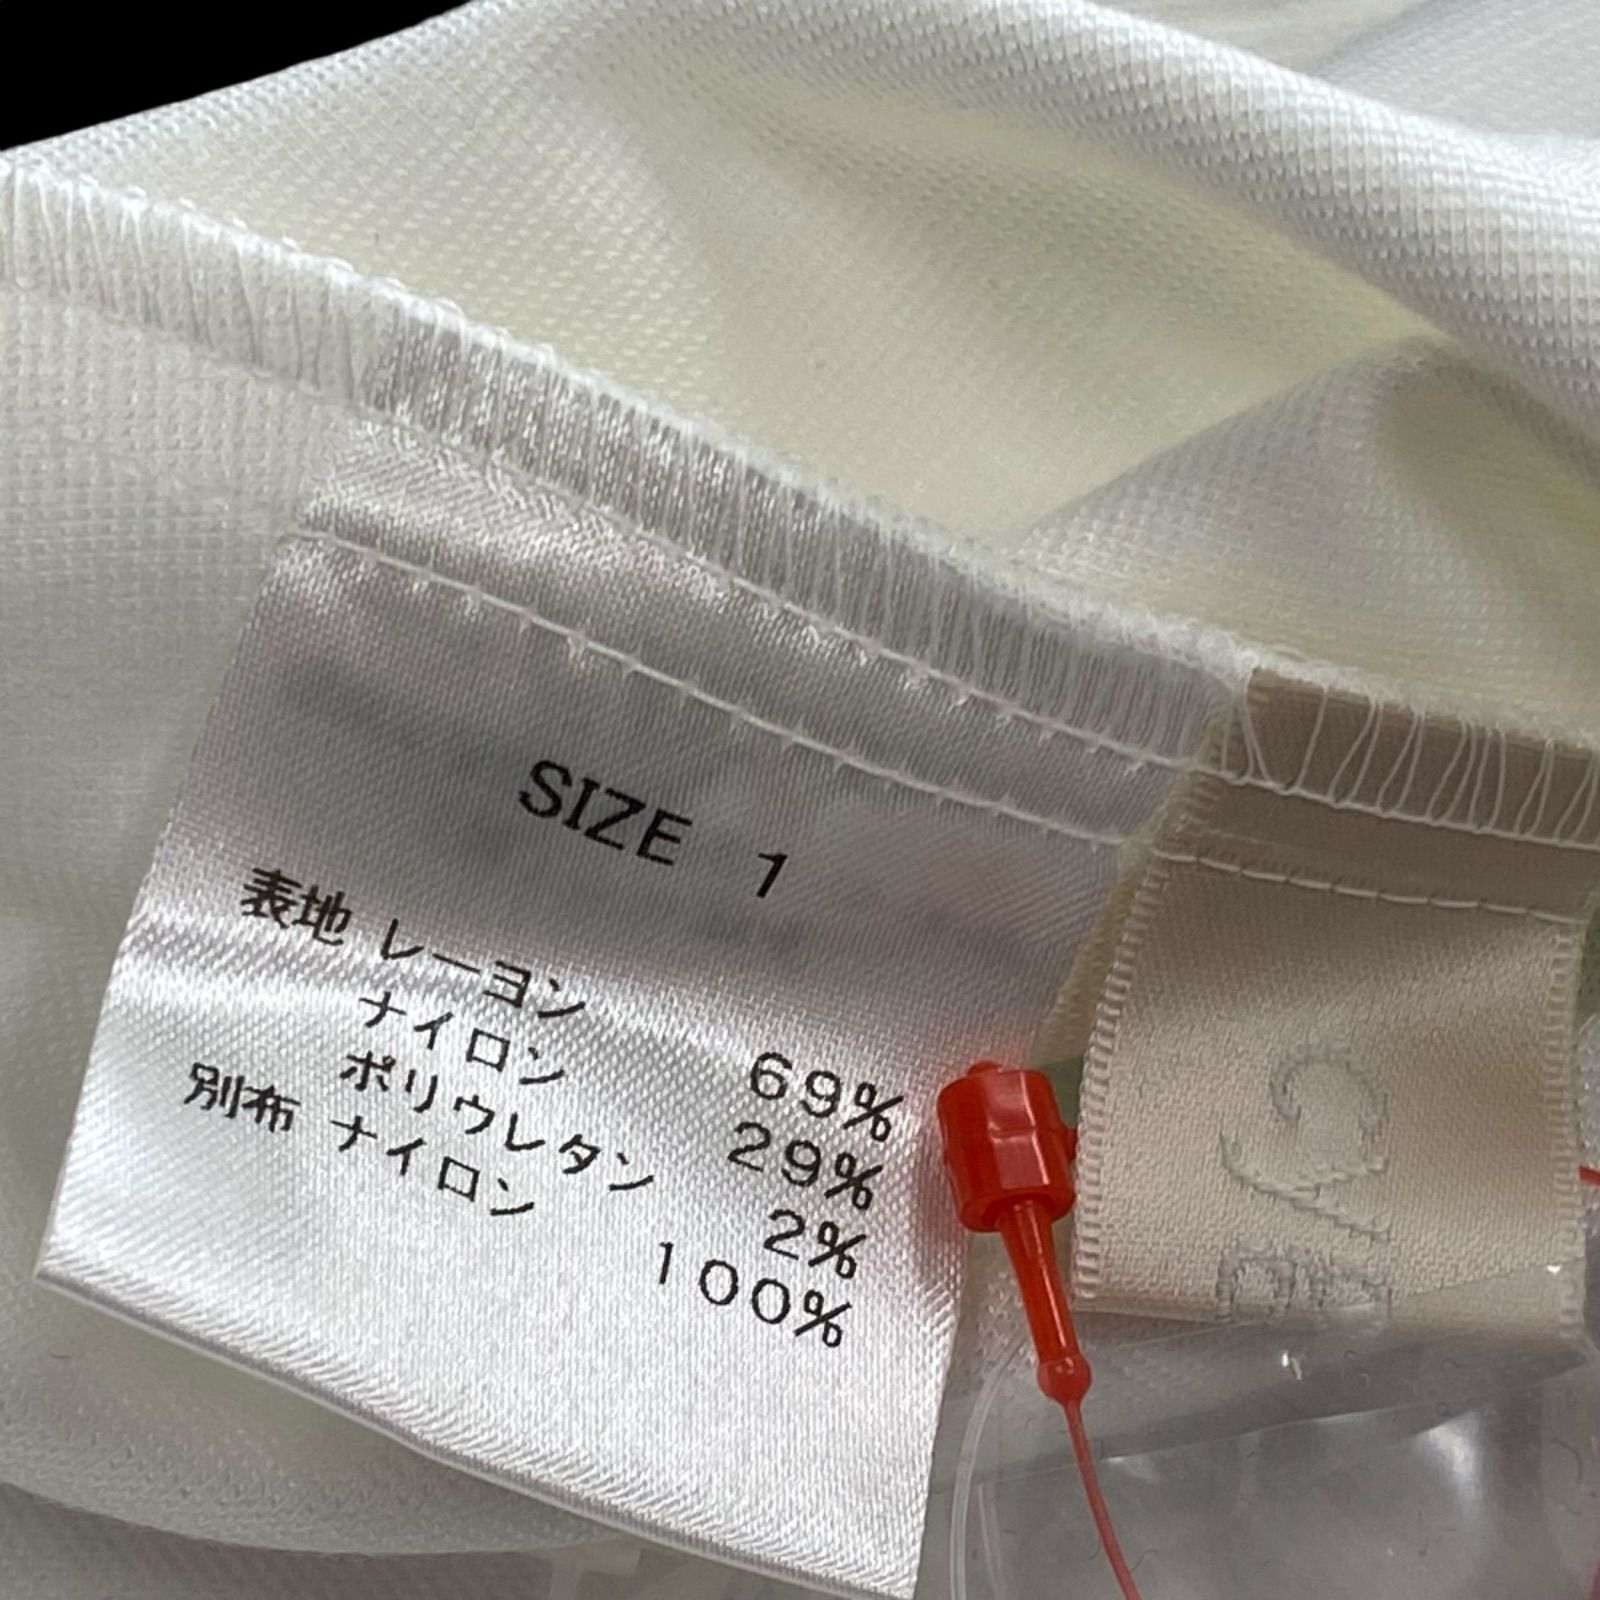 SIZE 1
表地 レーヨン 69%
ナイロン 29%
ポリウレタン 2%
別布 ナイロン 100%